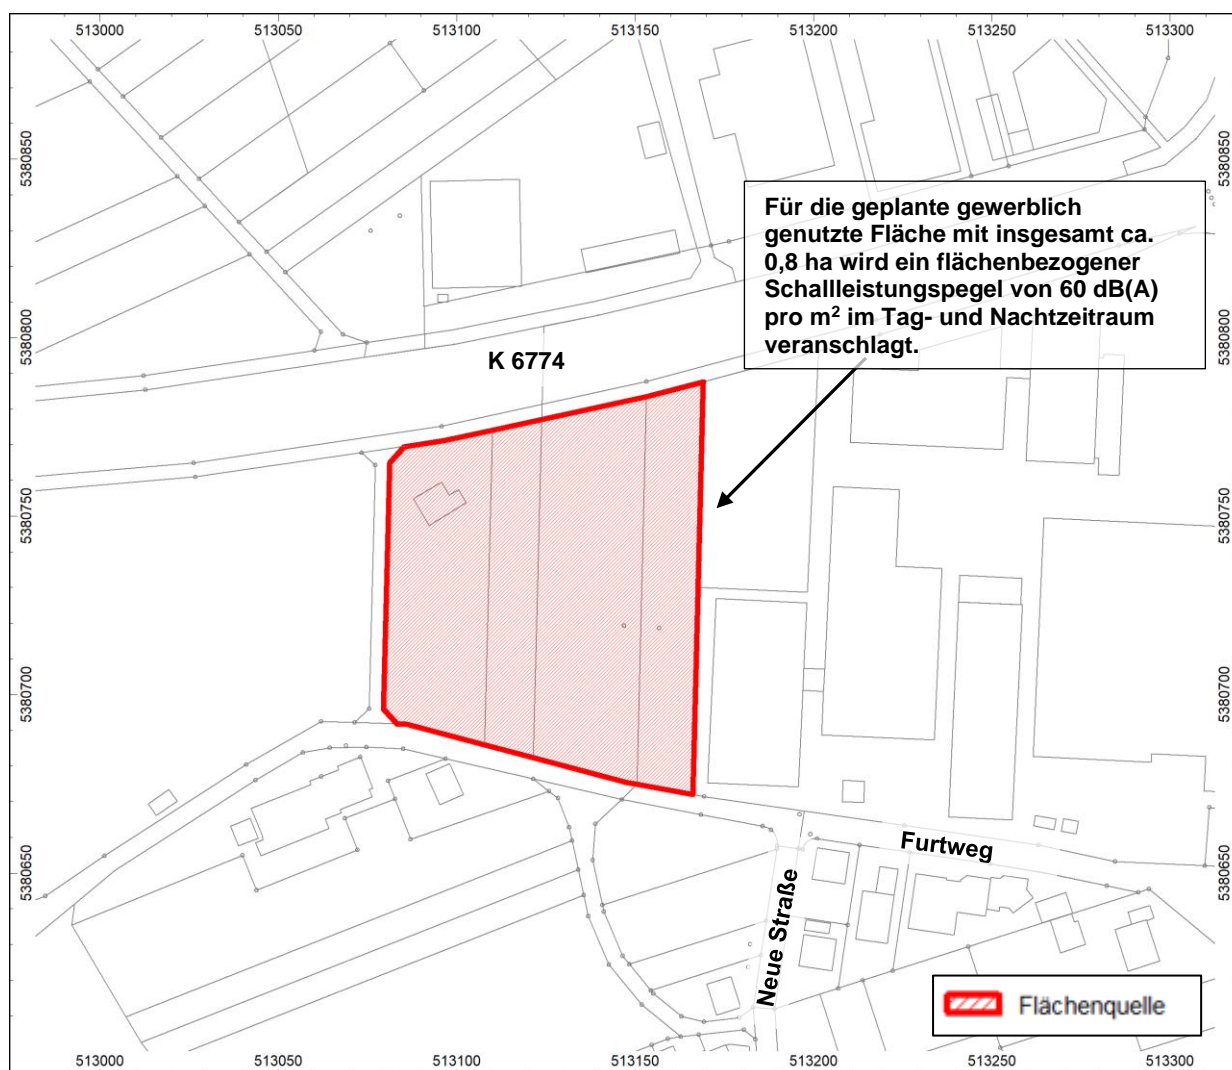 513000 513050 513100 513150 513200 513250 513300
5380850
5380850
Für die geplante gewerblich
genutzte Fläche mit insgesamt ca.
0,8 ha wird ein flächenbezogener
Schallleistungspegel von 60 dB(A)
pro m² im Tag- und Nachtzeitraum
veranschlagt.
5380800
5380800
K 6774
5380750
5380750
5380700
5380700
5380650
5380650
Furtweg
Neue Straße
Flächenquelle
513000 513050 513100 513150 513200 513250 513300